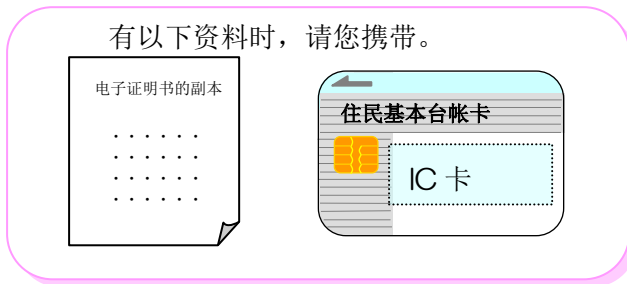 有以下资料时，请您携带。
电子证明书的副本
. . . . . .
. . . . . .
. . . . . .
. . . . . .
住民基本台帐卡
IC 卡